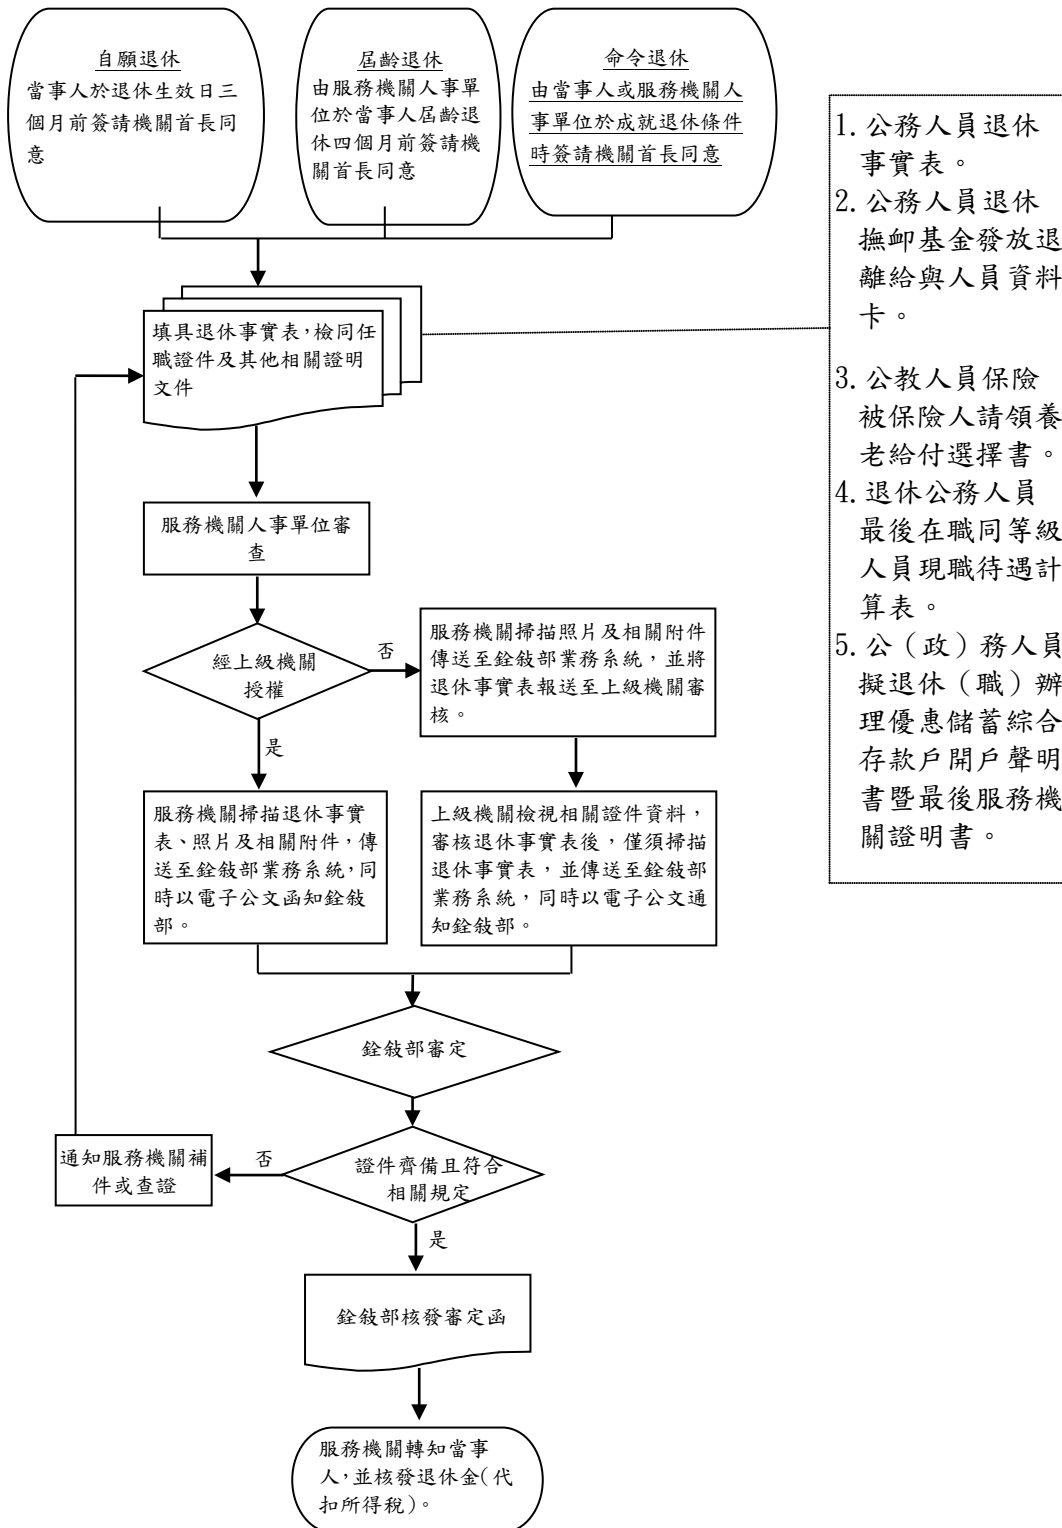 自願退休
當事人於退休生效日三
個月前簽請機關首長同
意
屆齡退休
由服務機關人事單
位於當事人屆齡退
休四個月前簽請機
關首長同意
命令退休
由當事人或服務機關人
事單位於成就退休條件
時簽請機關首長同意
1.公務人員退休
事實表。
2.公務人員退休
撫卹基金發放退
離給與人員資料
卡。
3.公教人員保險
被保險人請領養
老給付選擇書。
4.退休公務人員
最後在職同等級
人員現職待遇計
算表。
5.公（政）務人員
擬退休（職）辦
理優惠儲蓄綜合
存款戶開戶聲明
書暨最後服務機
關證明書。
填具退休事實表，檢同任
職證件及其他相關證明
文件
服務機關人事單位審
查
經上級機關
授權
否
服務機關掃描照片及相關附件
傳送至銓敘部業務系統，並將
退休事實表報送至上級機關審
核。
是
服務機關掃描退休事實
表、照片及相關附件，傳
送至銓敘部業務系統，同
時以電子公文函知銓敘
部。
上級機關檢視相關證件資料，
審核退休事實表後，僅須掃描
退休事實表，並傳送至銓敘部
業務系統，同時以電子公文通
知銓敘部。
銓敘部審定
證件齊備且符合
相關規定
否
通知服務機關補
件或查證
是
銓敘部核發審定函
服務機關轉知當事
人，並核發退休金(代
扣所得稅)。